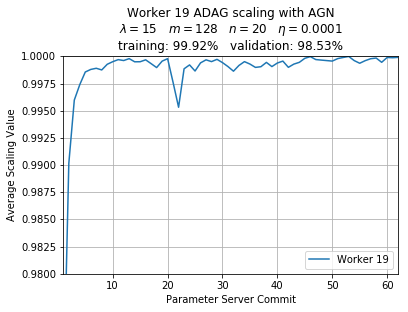 Worker 19 ADAG scaling with AGN
λ = 15 m = 128 n = 20 η = 0.0001
training: 99.92% validation: 98.53%
1.0000
0.9975
0.9950
0.9925
0.9900
0.9875
0.9850
0.9825
0.9800
Average Scaling Value
Worker 19
10 20 30 40 50 60
Parameter Server Commit